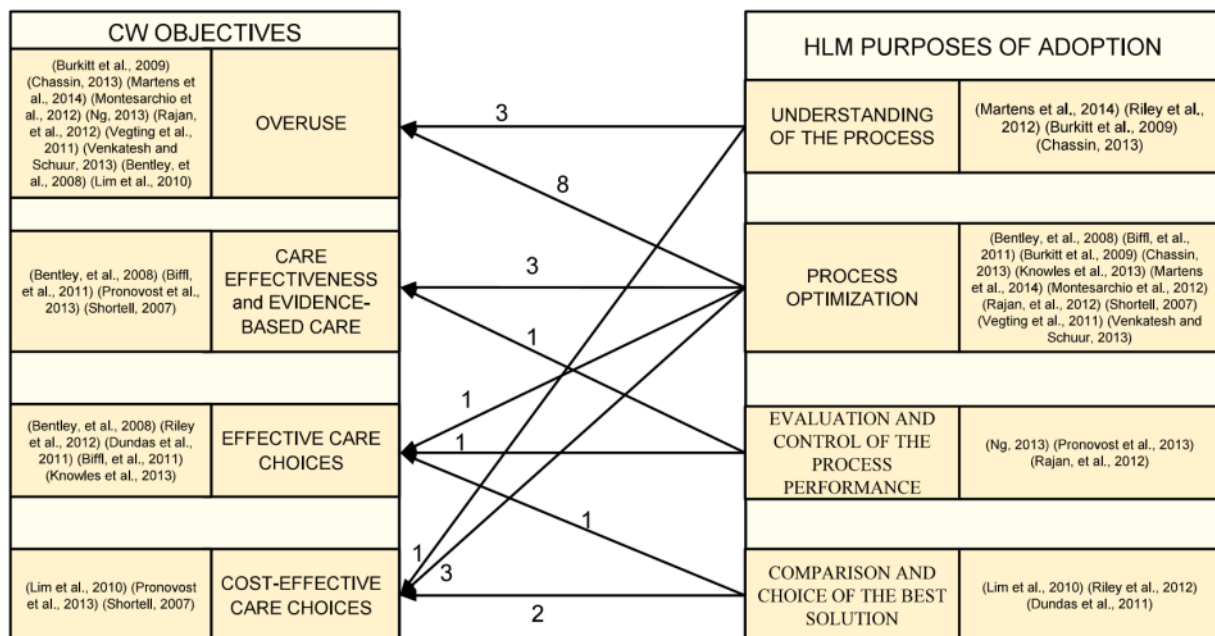 CW OBJECTIVES
(Burkitt et al., 2009)
(Chassin, 2013) (Martens
et al., 2014) (Montesarchio
et al., 2012) (Ng, 2013) (Rajan,
et al., 2012) (Vegting et al.,
2011) (Venkatesh and
Schuur, 2013) (Bentley, et
al., 2008) (Lim et al., 2010)
OVERUSE
(Bentley, et al., 2008) (Biffl,
et al., 2011) (Pronovost et al.,
2013) (Shortell, 2007)
CARE
EFFECTIVENESS
and EVIDENCE-
BASED CARE
(Bentley, et al., 2008) (Riley
et al., 2012) (Dundas et al.,
2011) (Biffl, et al., 2011)
(Knowles et al., 2013)
EFFECTIVE CARE
CHOICES
(Lim et al., 2010) (Pronovost
et al., 2013) (Shortell, 2007)
COST-EFFECTIVE
CARE CHOICES
3
8
3
1
1
1
1
1
3
2
HLM PURPOSES OF ADOPTION
UNDERSTANDING
OF THE PROCESS
(Martens et al., 2014) (Riley et al.,
2012) (Burkitt et al., 2009)
(Chassin, 2013)
PROCESS
OPTIMIZATION
(Bentley, et al., 2008) (Biffl, et al.,
2011) (Burkitt et al., 2009) (Chassin,
2013) (Knowles et al., 2013) (Martens
et al., 2014) (Montesarchio et al., 2012)
(Rajan, et al., 2012) (Shortell, 2007)
(Vegting et al., 2011) (Venkatesh and
Schuur, 2013)
EVALUATION AND
CONTROL OF THE
PROCESS
PERFORMANCE
(Ng, 2013) (Pronovost et al., 2013)
(Rajan, et al., 2012)
COMPARISON AND
CHOICE OF THE BEST
SOLUTION
(Lim et al., 2010) (Riley et al., 2012)
(Dundas et al., 2011)